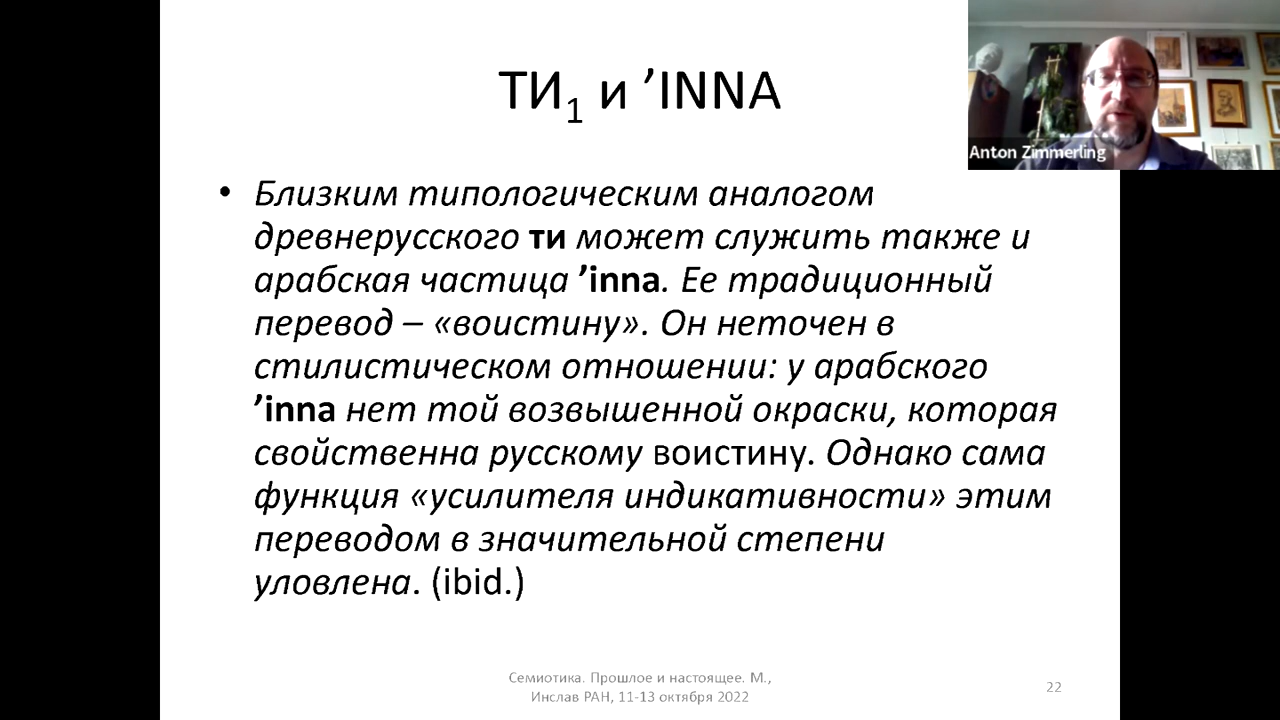 ТИ1 и ’INNA
Anton Zimmerling
• Близким типологическим аналогом
древнерусского ти может служить также и
арабская частица ’inna. Ее традиционный
перевод – «воистину». Он неточен в
стилистическом отношении: у арабского
’inna нет той возвышенной окраски, которая
свойственна русскому воистину. Однако сама
функция «усилителя индикативности» этим
переводом в значительной степени
уловлена. (ibid.)
Семиотика. Прошлое и настоящее. М.,
Инслав РАН, 11-13 октября 2022
22